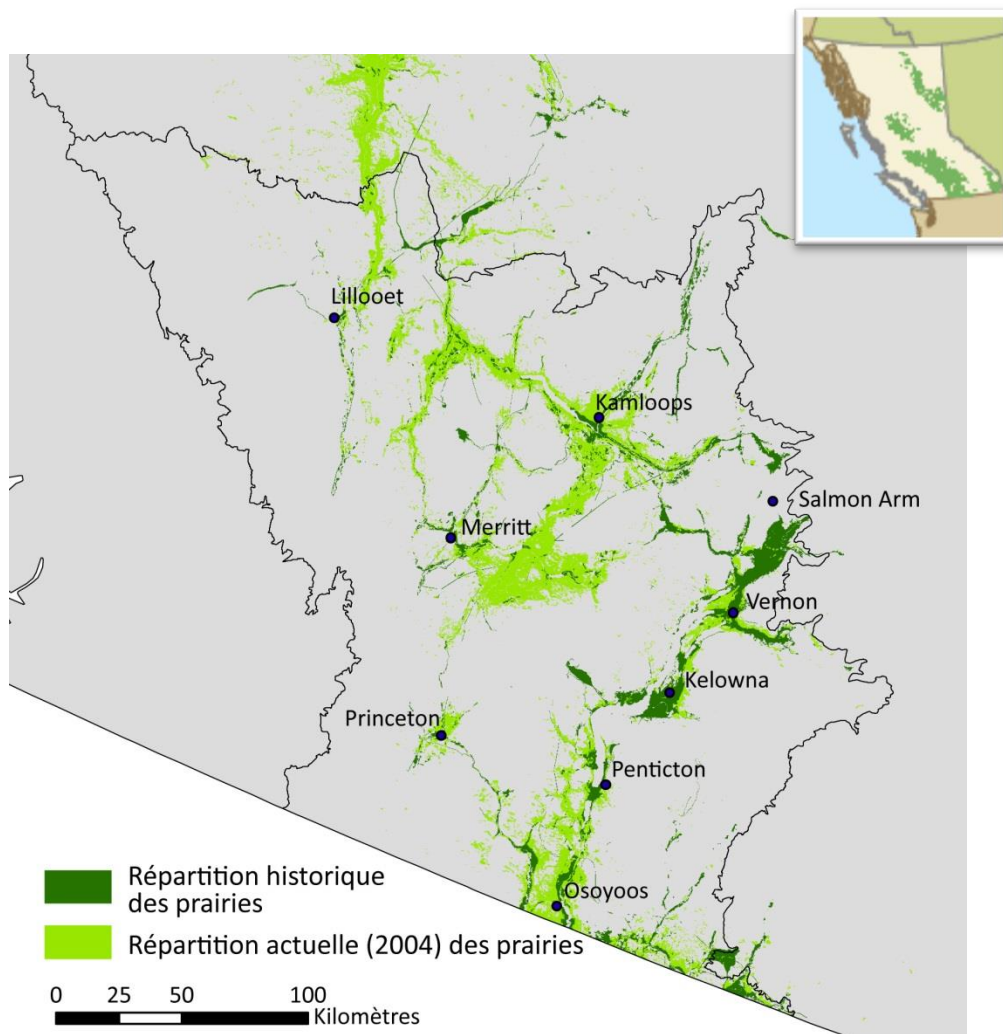 Lillooet
Kamloops
Salmon Arm
Merritt
Vernon
Kelowna
Princeton
Penticton
Osoyoos
Répartition historique
des prairies
Répartition actuelle (2004) des prairies
0 25 50 100
Kilomètres